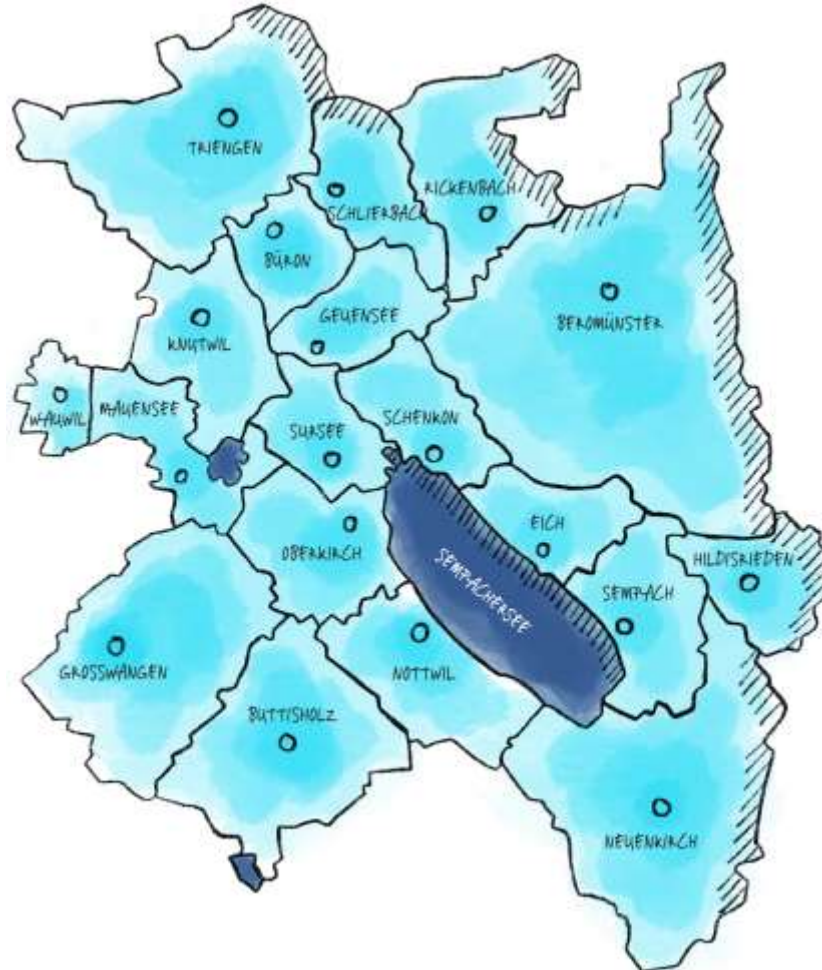 TRIENGEN
RICKENBACH
SCHLIERBACH
BÜRON
GEUENSEE
BEROMÜNSTER
KNUTWIL
WAUWIL
MAUENSEE
SURSEE
SCHENKON
OBERKIRCH
EICH
SEMPACHERSEE
SEMPACH
HILDISRIEDEN
GROSSWANGEN
NOTTWIL
BUTTISHOLZ
NEUENKIRCH